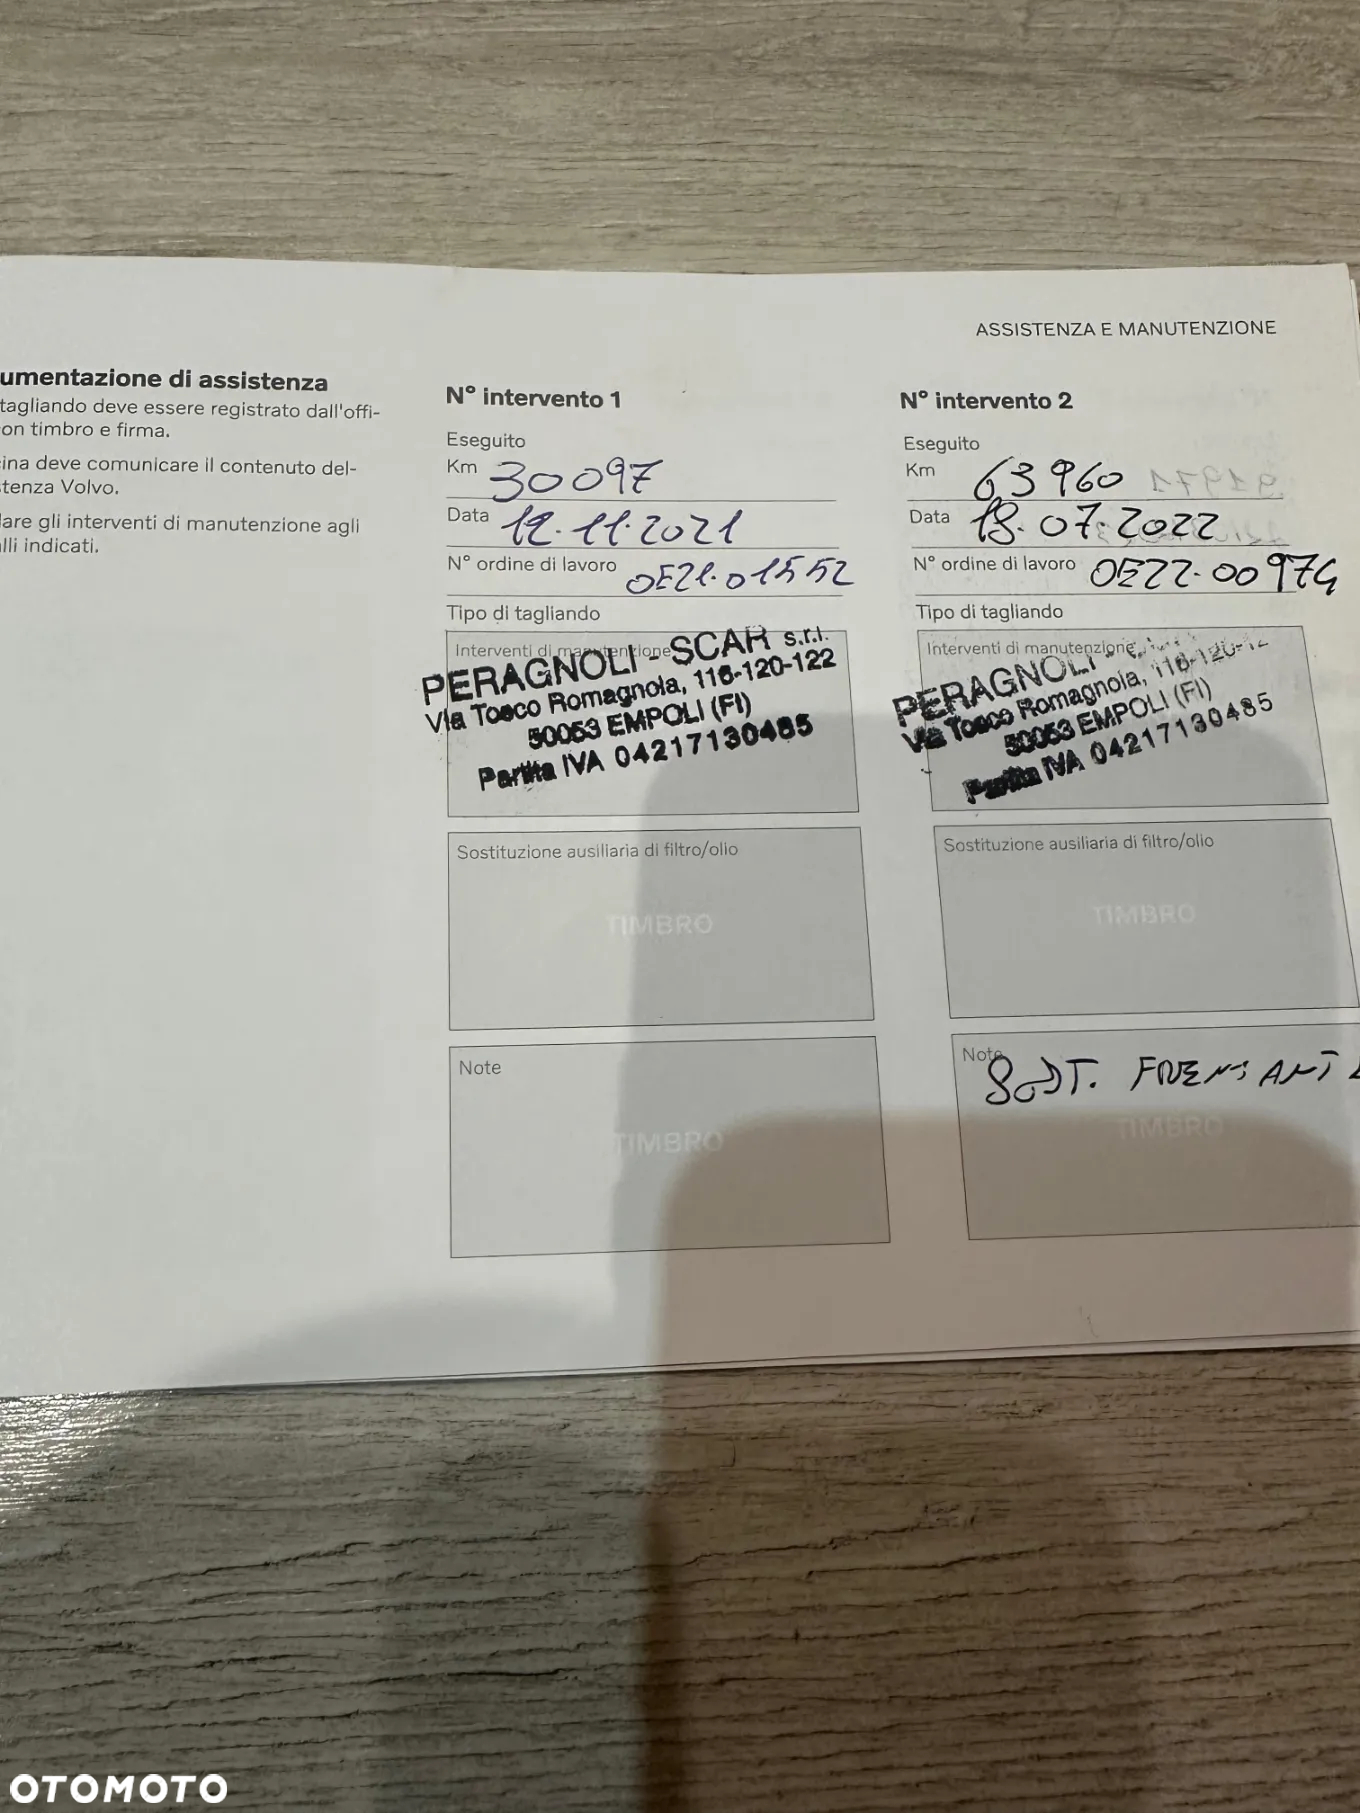 ASSISTENZA E MANUTENZIONE
umentazione di assistenza
tagliando deve essere registrato dall'offi-
on timbro e firma.
ina deve comunicare il contenuto del-
tenza Volvo.
lare gli interventi di manutenzione agli
lli indicati.
N° intervento 1
Eseguito
Km 30097
Data 12.11.2021
N° ordine di lavoro OE21.01552
Tipo di tagliando
Interventi di manutenzione
PERAGNOLI - SCAR s.r.l.
Via Tosco Romagnola, 116-120-122
50053 EMPOLI (FI)
Partita IVA 04217130485
Sostituzione ausiliaria di filtro/olio
TIMBRO
Note
TIMBRO
N° intervento 2
Eseguito
Km 63960
Data 18.07.2022
N° ordine di lavoro OE22.00974
Tipo di tagliando
Interventi di manutenzione
PERAGNOLI -
Via Tosco Romagnola, 116-120-12
50053 EMPOLI (FI)
Partita IVA 04217130485
Sostituzione ausiliaria di filtro/olio
TIMBRO
Note
SOST. FRENI ANT
TIMBRO
OTOMOTO